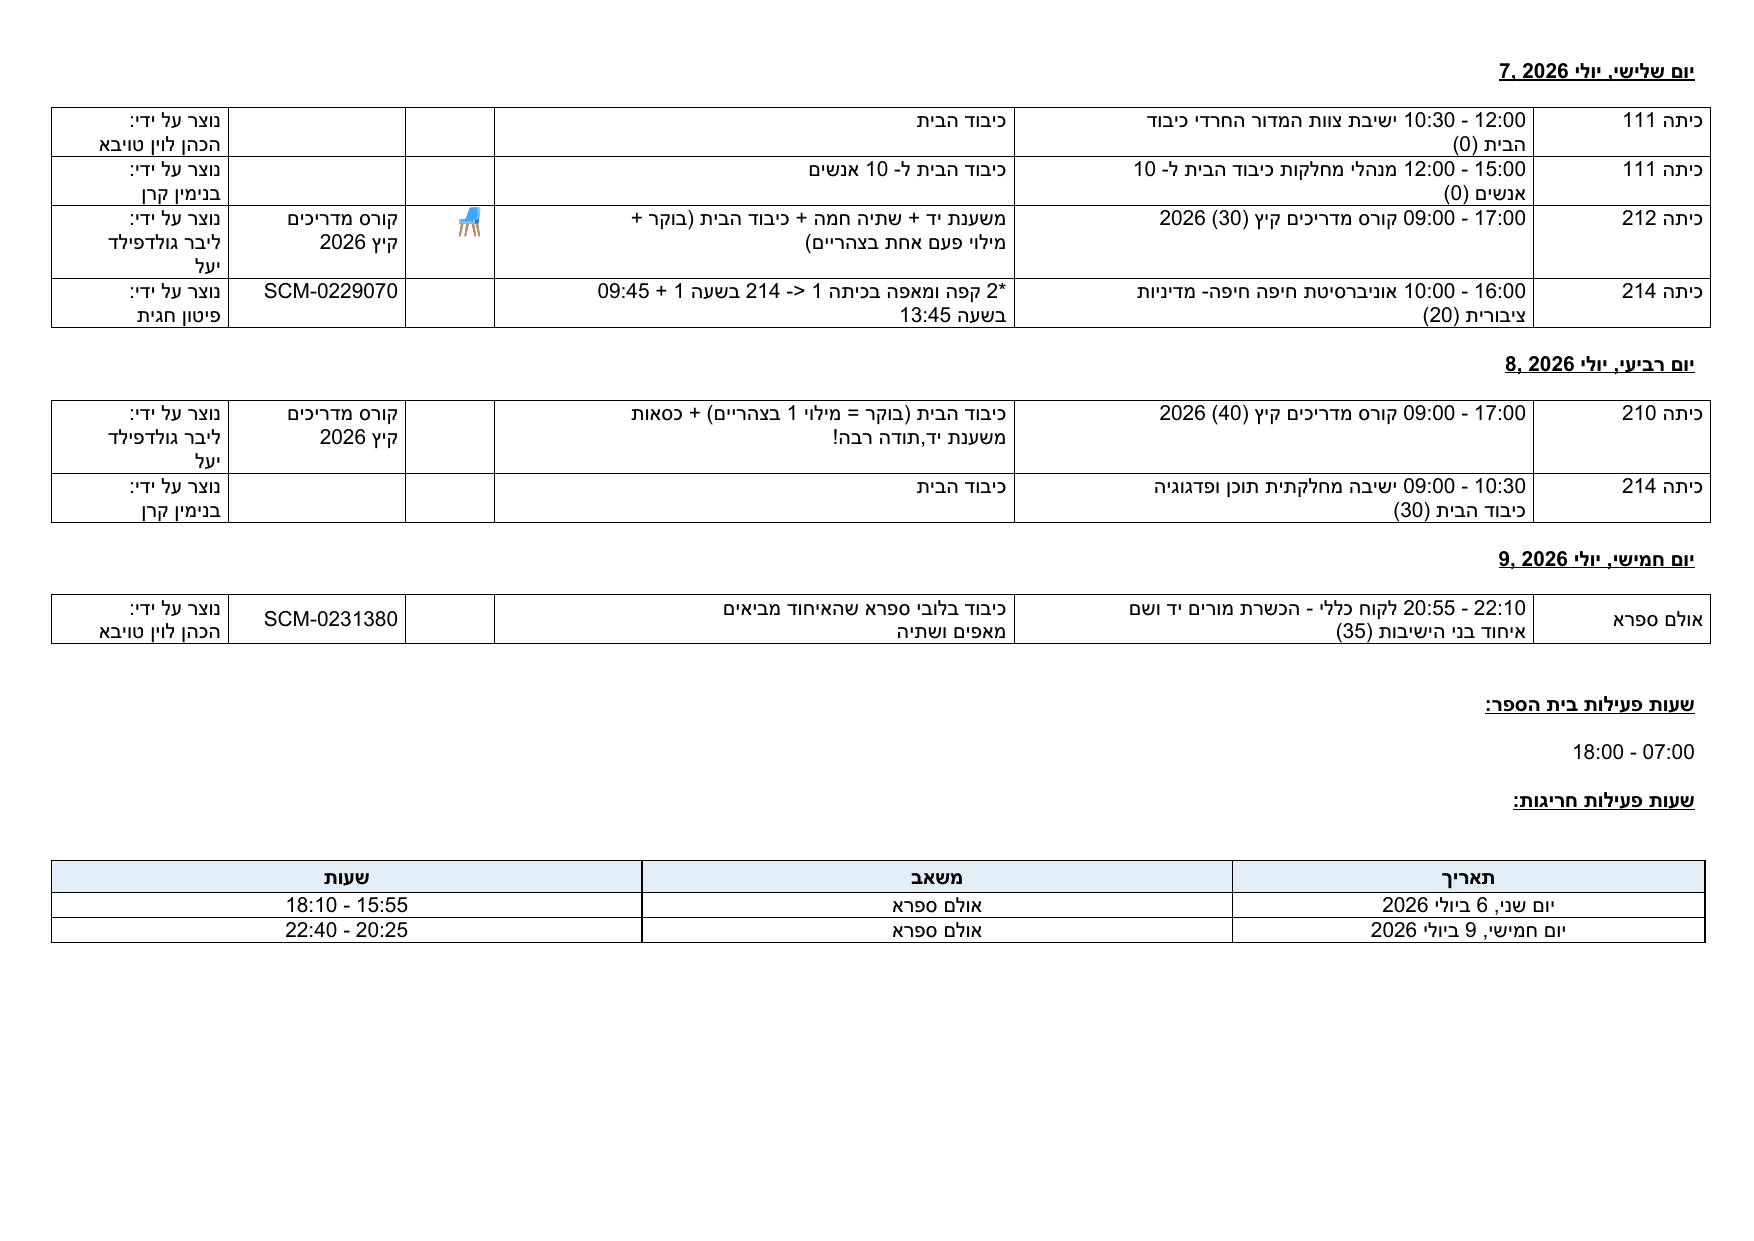 יום שלישי, יולי 7, 2026
כיתה 111
12:00 - 10:30 ישיבת צוות המדור החרדי כיבוד
הבית (0)
כיבוד הבית
נוצר על ידי:
הכהן לוין טויבא
כיתה 111
15:00 - 12:00 מנהלי מחלקות כיבוד הבית ל- 10
אנשים (0)
כיבוד הבית ל- 10 אנשים
נוצר על ידי:
בנימין קרן
כיתה 212
17:00 - 09:00 קורס מדריכים קיץ 2026 (30)
משענת יד + שתיה חמה + כיבוד הבית (בוקר +
מילוי פעם אחת בצהריים)
קורס מדריכים
קיץ 2026
נוצר על ידי:
ליבר גולדפילד
יעל
כיתה 214
16:00 - 10:00 אוניברסיטת חיפה חיפה- מדיניות
ציבורית (20)
*2 קפה ומאפה בכיתה 1 <- 214 בשעה 09:45 + 1
בשעה 13:45
SCM-0229070
נוצר על ידי:
פיטון חגית
יום רביעי, יולי 8, 2026
כיתה 210
17:00 - 09:00 קורס מדריכים קיץ 2026 (40)
כיבוד הבית (בוקר = מילוי 1 בצהריים) + כסאות
משענת יד,תודה רבה!
קורס מדריכים
קיץ 2026
נוצר על ידי:
ליבר גולדפילד
יעל
כיתה 214
10:30 - 09:00 ישיבה מחלקתית תוכן ופדגוגיה
כיבוד הבית (30)
כיבוד הבית
נוצר על ידי:
בנימין קרן
יום חמישי, יולי 9, 2026
אולם ספרא
22:10 - 20:55 לקוח כללי - הכשרת מורים יד ושם
איחוד בני הישיבות (35)
כיבוד בלובי ספרא שהאיחוד מביאים
מאפים ושתיה
SCM-0231380
נוצר על ידי:
הכהן לוין טויבא
שעות פעילות בית הספר:
18:00 - 07:00
שעות פעילות חריגות:
תאריך משאב שעות
יום שני, 6 ביולי 2026 אולם ספרא 18:10 - 15:55
יום חמישי, 9 ביולי 2026 אולם ספרא 22:40 - 20:25